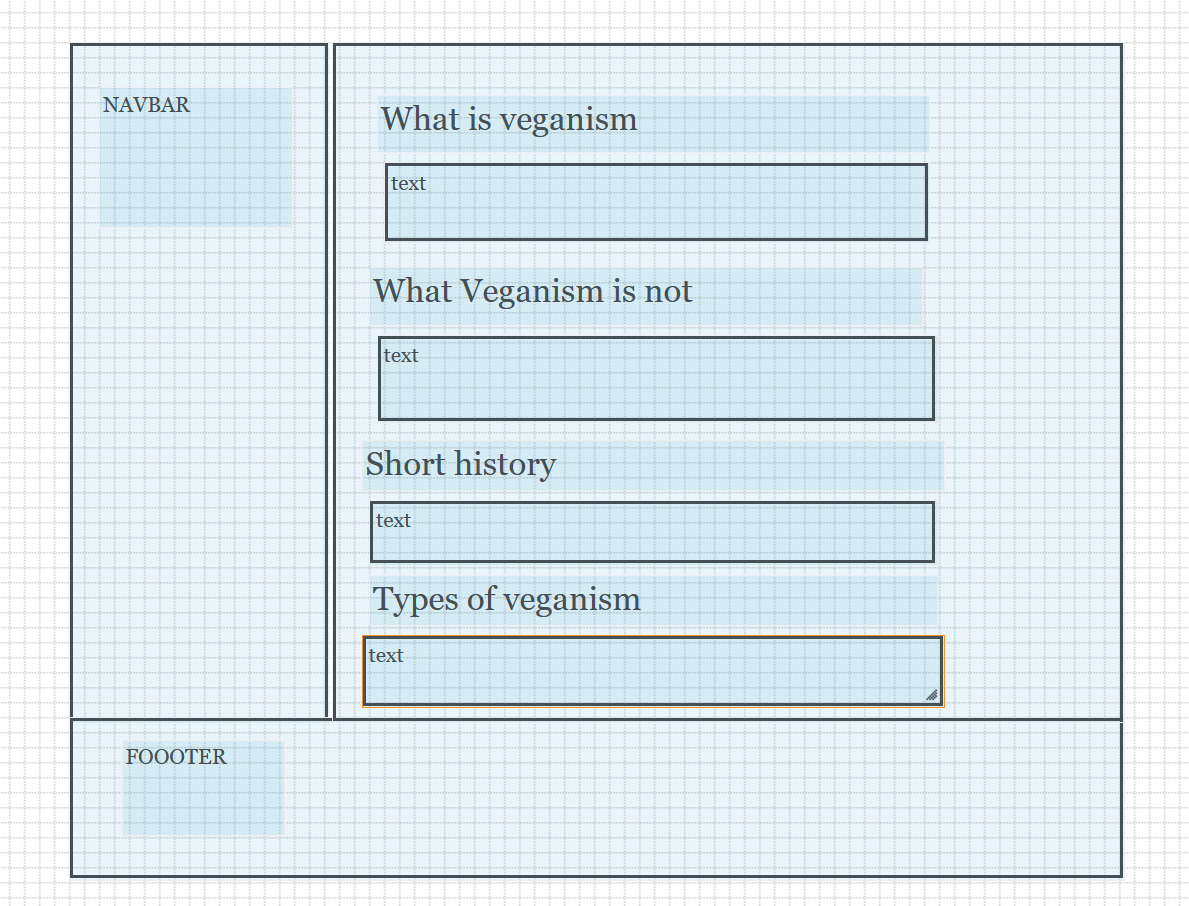 NAVBAR
What is veganism
text
What Veganism is not
text
Short history
text
Types of veganism
text
FOOOTER